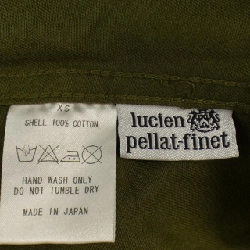 XS
SHELL 100% COTTON
HAND WASH ONLY
DO NOT TUMBLE DRY
MADE IN JAPAN
lucien
pellat-finet